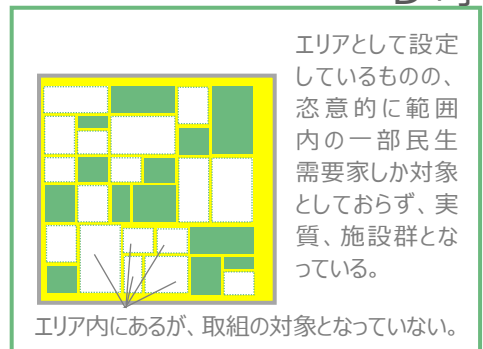 エリアとして設定
しているものの、
恣意的に範囲
内の一部民生
需要家しか対象
としておらず、実
質、施設群とな
っている。
エリア内にあるが、取組の対象となっていない。